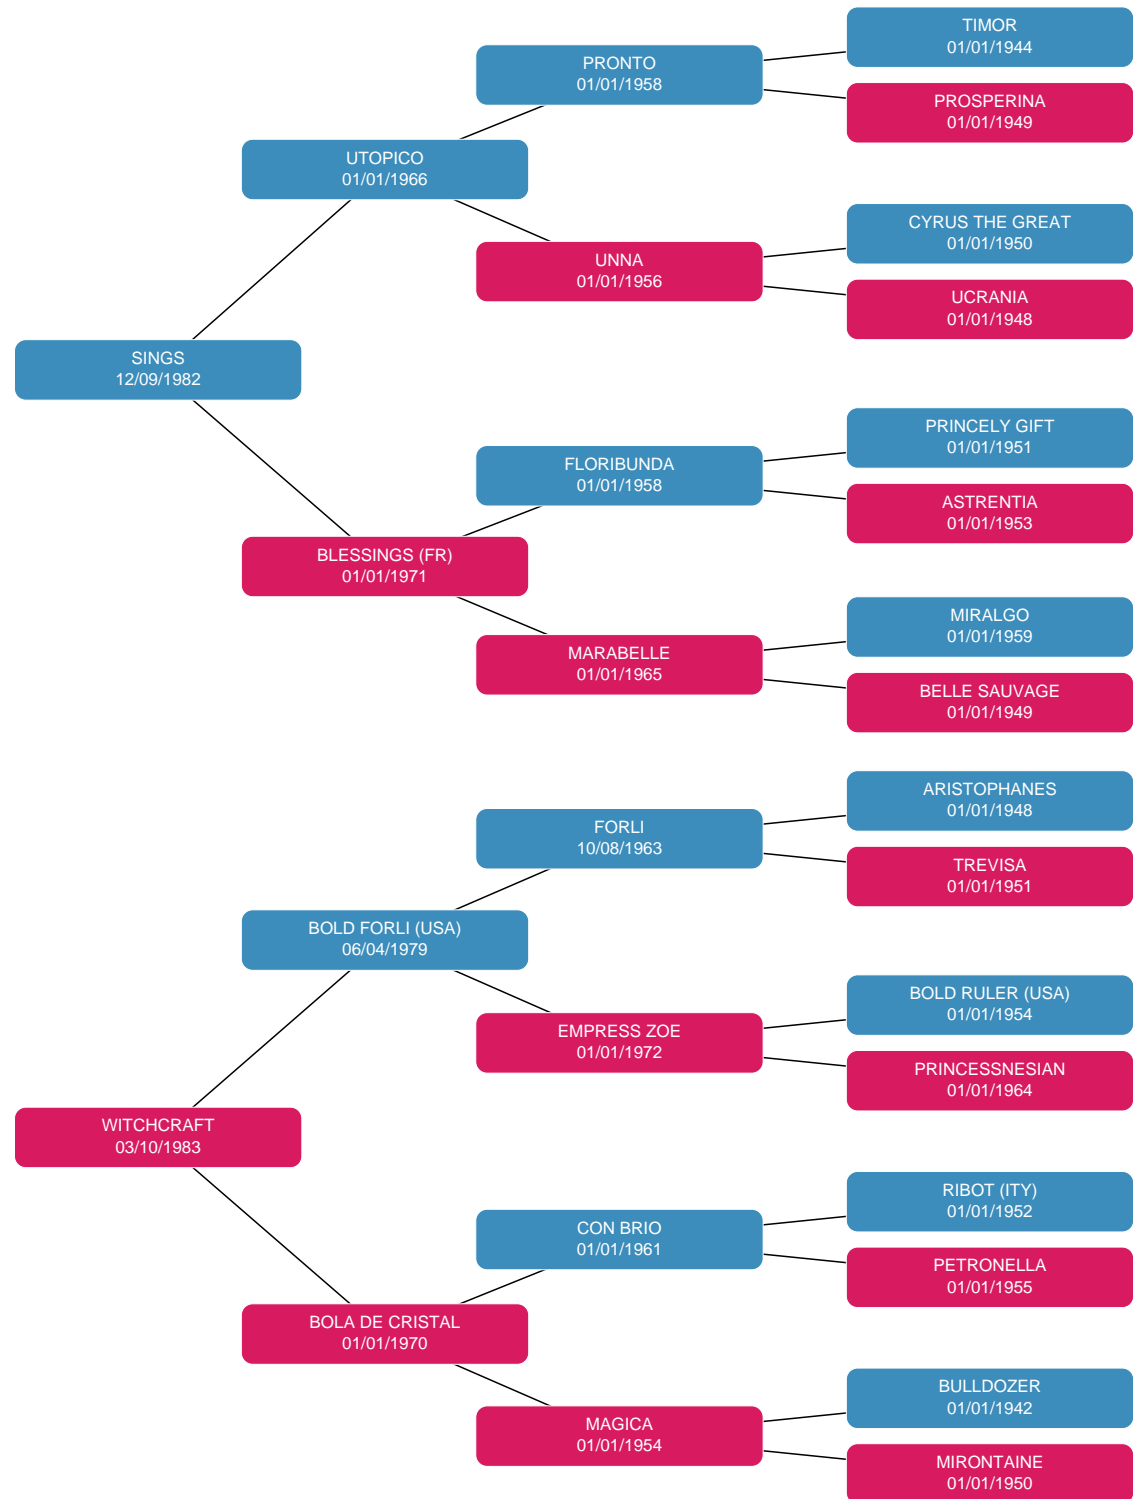 TIMOR
01/01/1944
PRONTO
01/01/1958
PROSPERINA
01/01/1949
UTOPICO
01/01/1966
CYRUS THE GREAT
01/01/1950
UNNA
01/01/1956
UCRANIA
01/01/1948
SINGS
12/09/1982
PRINCELY GIFT
01/01/1951
FLORIBUNDA
01/01/1958
ASTRENTIA
01/01/1953
BLESSINGS (FR)
01/01/1971
MIRALGO
01/01/1959
MARABELLE
01/01/1965
BELLE SAUVAGE
01/01/1949
ARISTOPHANES
01/01/1948
FORLI
10/08/1963
TREVISA
01/01/1951
BOLD FORLI (USA)
06/04/1979
BOLD RULER (USA)
01/01/1954
EMPRESS ZOE
01/01/1972
PRINCESSNESIAN
01/01/1964
WITCHCRAFT
03/10/1983
RIBOT (ITY)
01/01/1952
CON BRIO
01/01/1961
PETRONELLA
01/01/1955
BOLA DE CRISTAL
01/01/1970
BULLDOZER
01/01/1942
MAGICA
01/01/1954
MIRONTAINE
01/01/1950